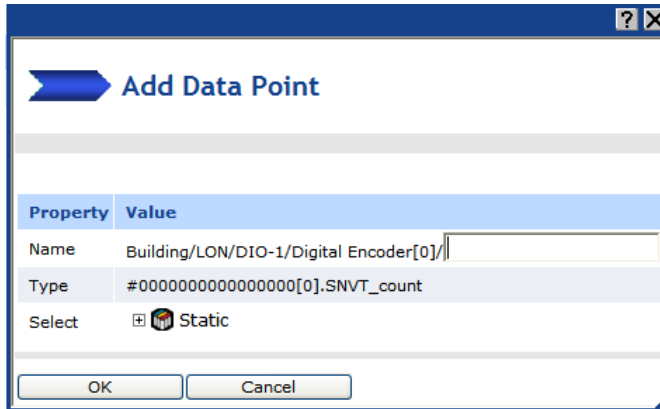 ?
Add Data Point
Property Value
Name Building/LON/DIO-1/Digital Encoder[0]/
Type #0000000000000000[0].SNVT_count
Select Static
OK Cancel